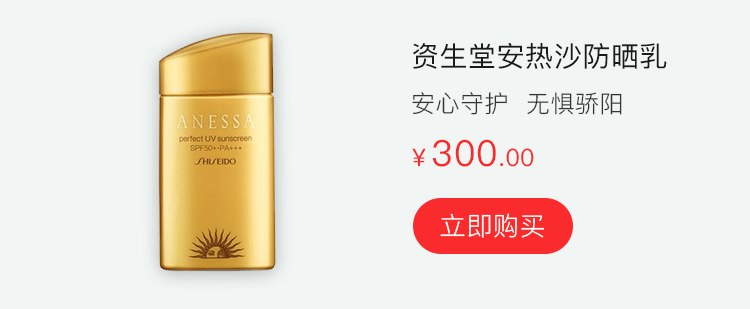 ANESSA
perfect UV sunscreen
SPF50+·PA+++
SHISEIDO
资生堂安热沙防晒乳
安心守护 无惧骄阳
¥300.00
立即购买